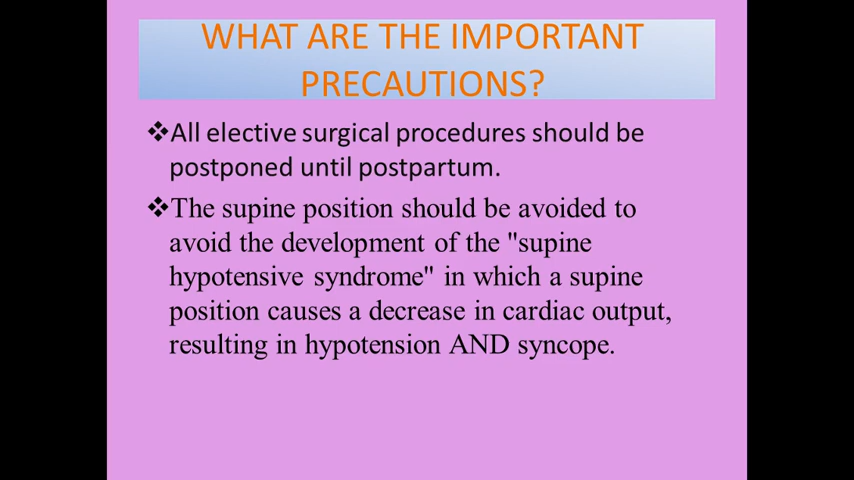 WHAT ARE THE IMPORTANT
PRECAUTIONS?
❖All elective surgical procedures should be
postponed until postpartum.
❖The supine position should be avoided to
avoid the development of the "supine
hypotensive syndrome" in which a supine
position causes a decrease in cardiac output,
resulting in hypotension AND syncope.